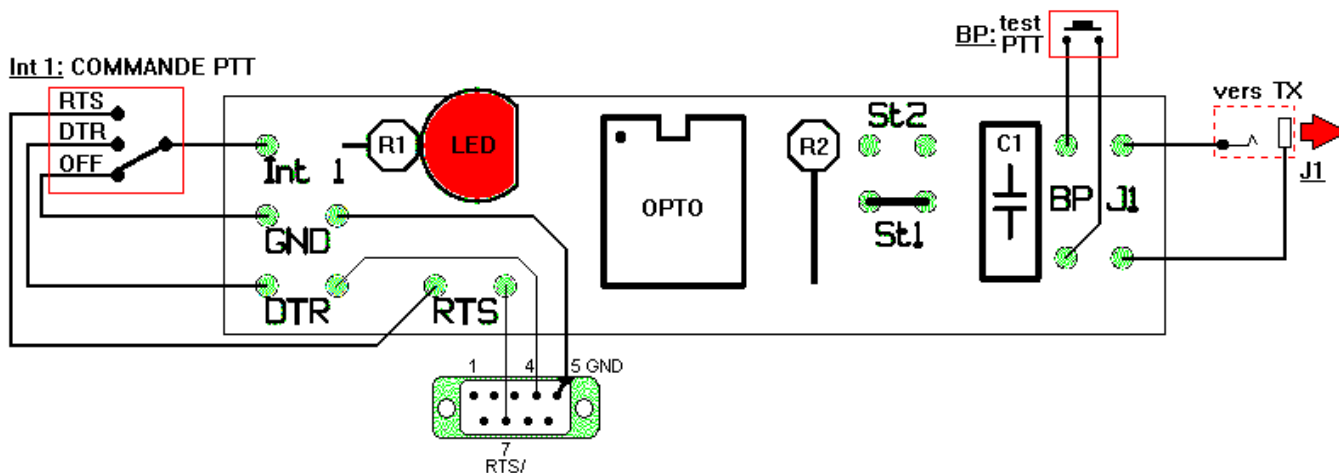 BP: test
PTT
Int 1: COMMANDE PTT
RTS
DTR
OFF
vers TX
J1
Int 1
R1
LED
OPTO
R2
St2
St1
C1
BP
J1
GND
DTR
RTS
1
4
5 GND
7
RTS/